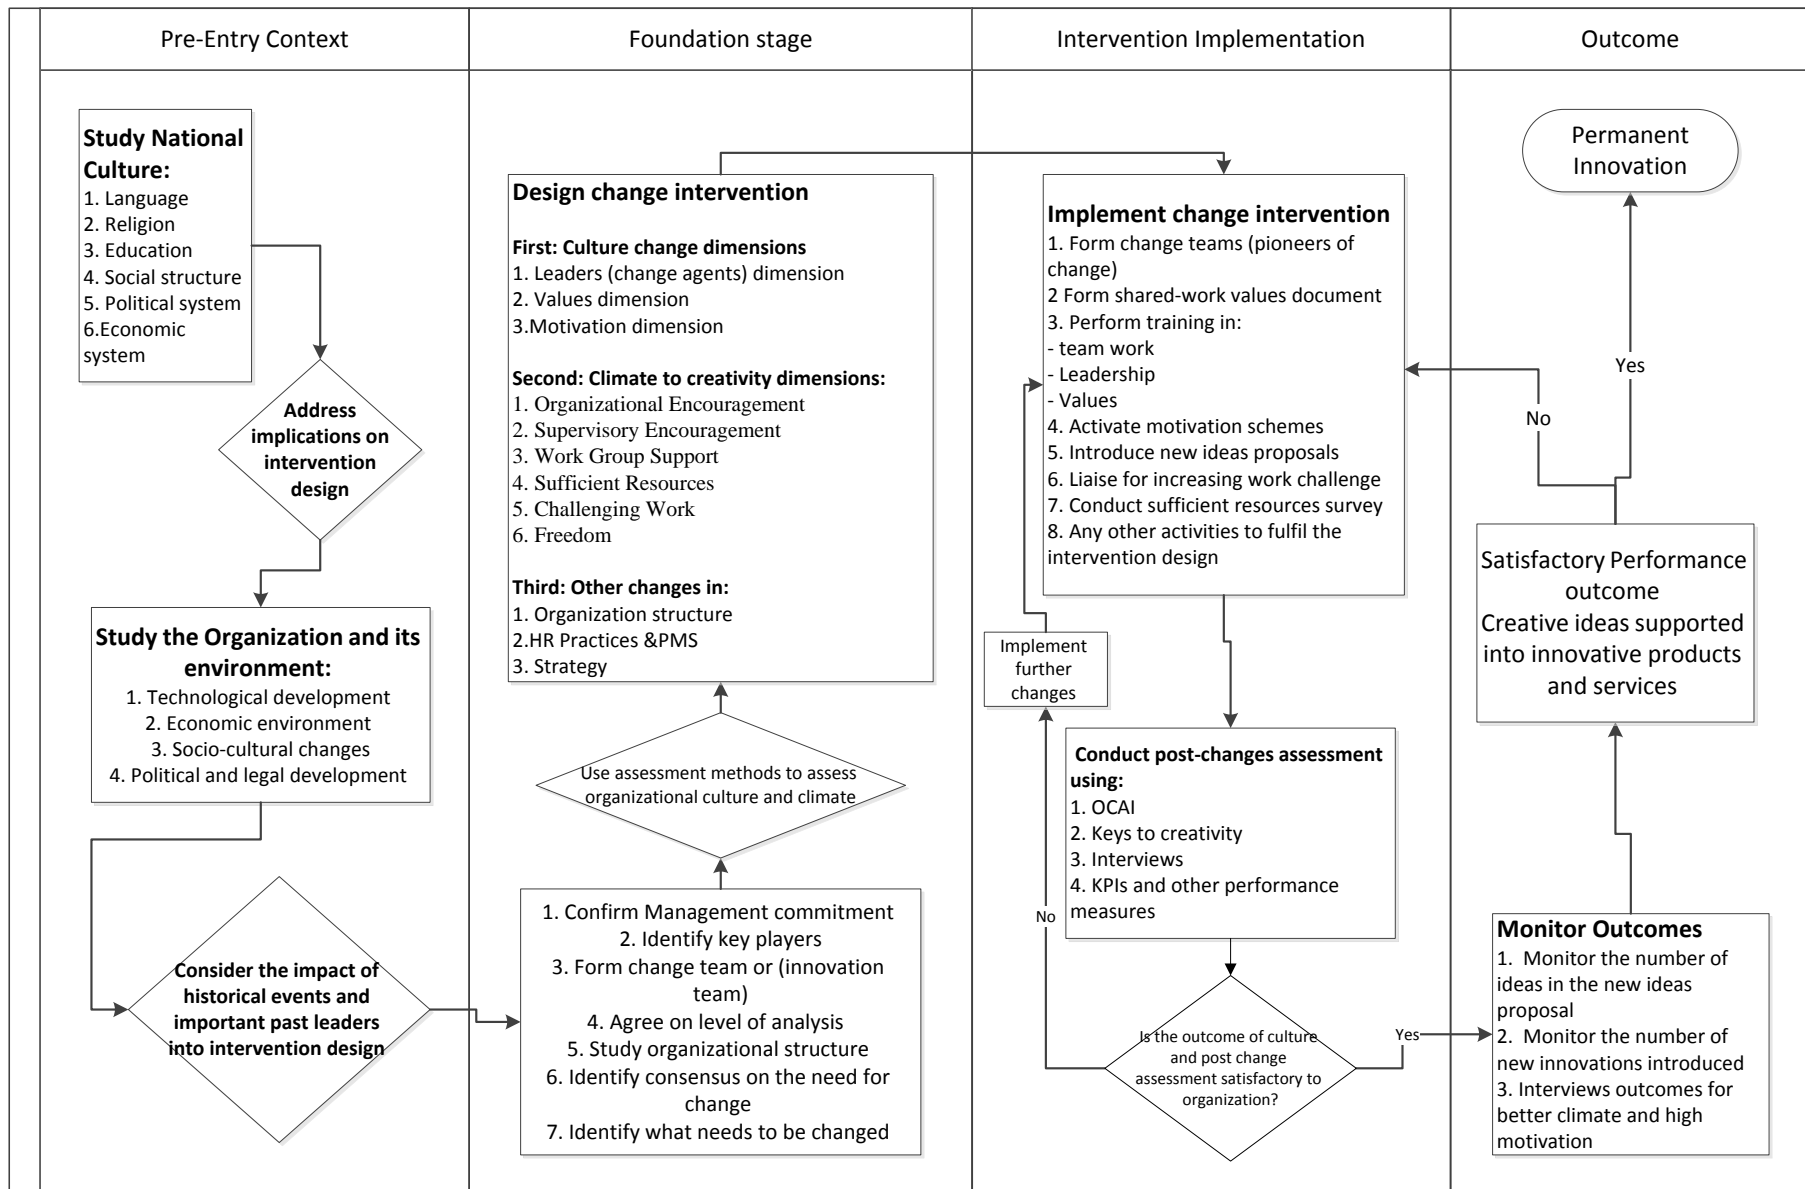 Pre-Entry Context
Foundation stage
Intervention Implementation
Outcome
Study National
Culture:
1. Language
2. Religion
3. Education
4. Social structure
5. Political system
6.Economic
system
Address
implications on
intervention
design
Study the Organization and its
environment:
1. Technological development
2. Economic environment
3. Socio-cultural changes
4. Political and legal development
Consider the impact of
historical events and
important past leaders
into intervention design
Design change intervention
First: Culture change dimensions
1. Leaders (change agents) dimension
2. Values dimension
3.Motivation dimension
Second: Climate to creativity dimensions:
1. Organizational Encouragement
2. Supervisory Encouragement
3. Work Group Support
4. Sufficient Resources
5. Challenging Work
6. Freedom
Third: Other changes in:
1. Organization structure
2.HR Practices &PMS
3. Strategy
Use assessment methods to assess
organizational culture and climate
1. Confirm Management commitment
2. Identify key players
3. Form change team or (innovation
team)
4. Agree on level of analysis
5. Study organizational structure
6. Identify consensus on the need for
change
7. Identify what needs to be changed
Implement change intervention
1. Form change teams (pioneers of
change)
2 Form shared-work values document
3. Perform training in:
- team work
- Leadership
- Values
4. Activate motivation schemes
5. Introduce new ideas proposals
6. Liaise for increasing work challenge
7. Conduct sufficient resources survey
8. Any other activities to fulfil the
intervention design
Implement
further
changes
Conduct post-changes assessment
using:
1. OCAI
2. Keys to creativity
3. Interviews
4. KPIs and other performance
measures
No
Is the outcome of culture
and post change
assessment satisfactory to
organization?
Yes
Permanent
Innovation
Yes
No
Satisfactory Performance
outcome
Creative ideas supported
into innovative products
and services
Monitor Outcomes
1. Monitor the number of
ideas in the new ideas
proposal
2. Monitor the number of
new innovations introduced
3. Interviews outcomes for
better climate and high
motivation